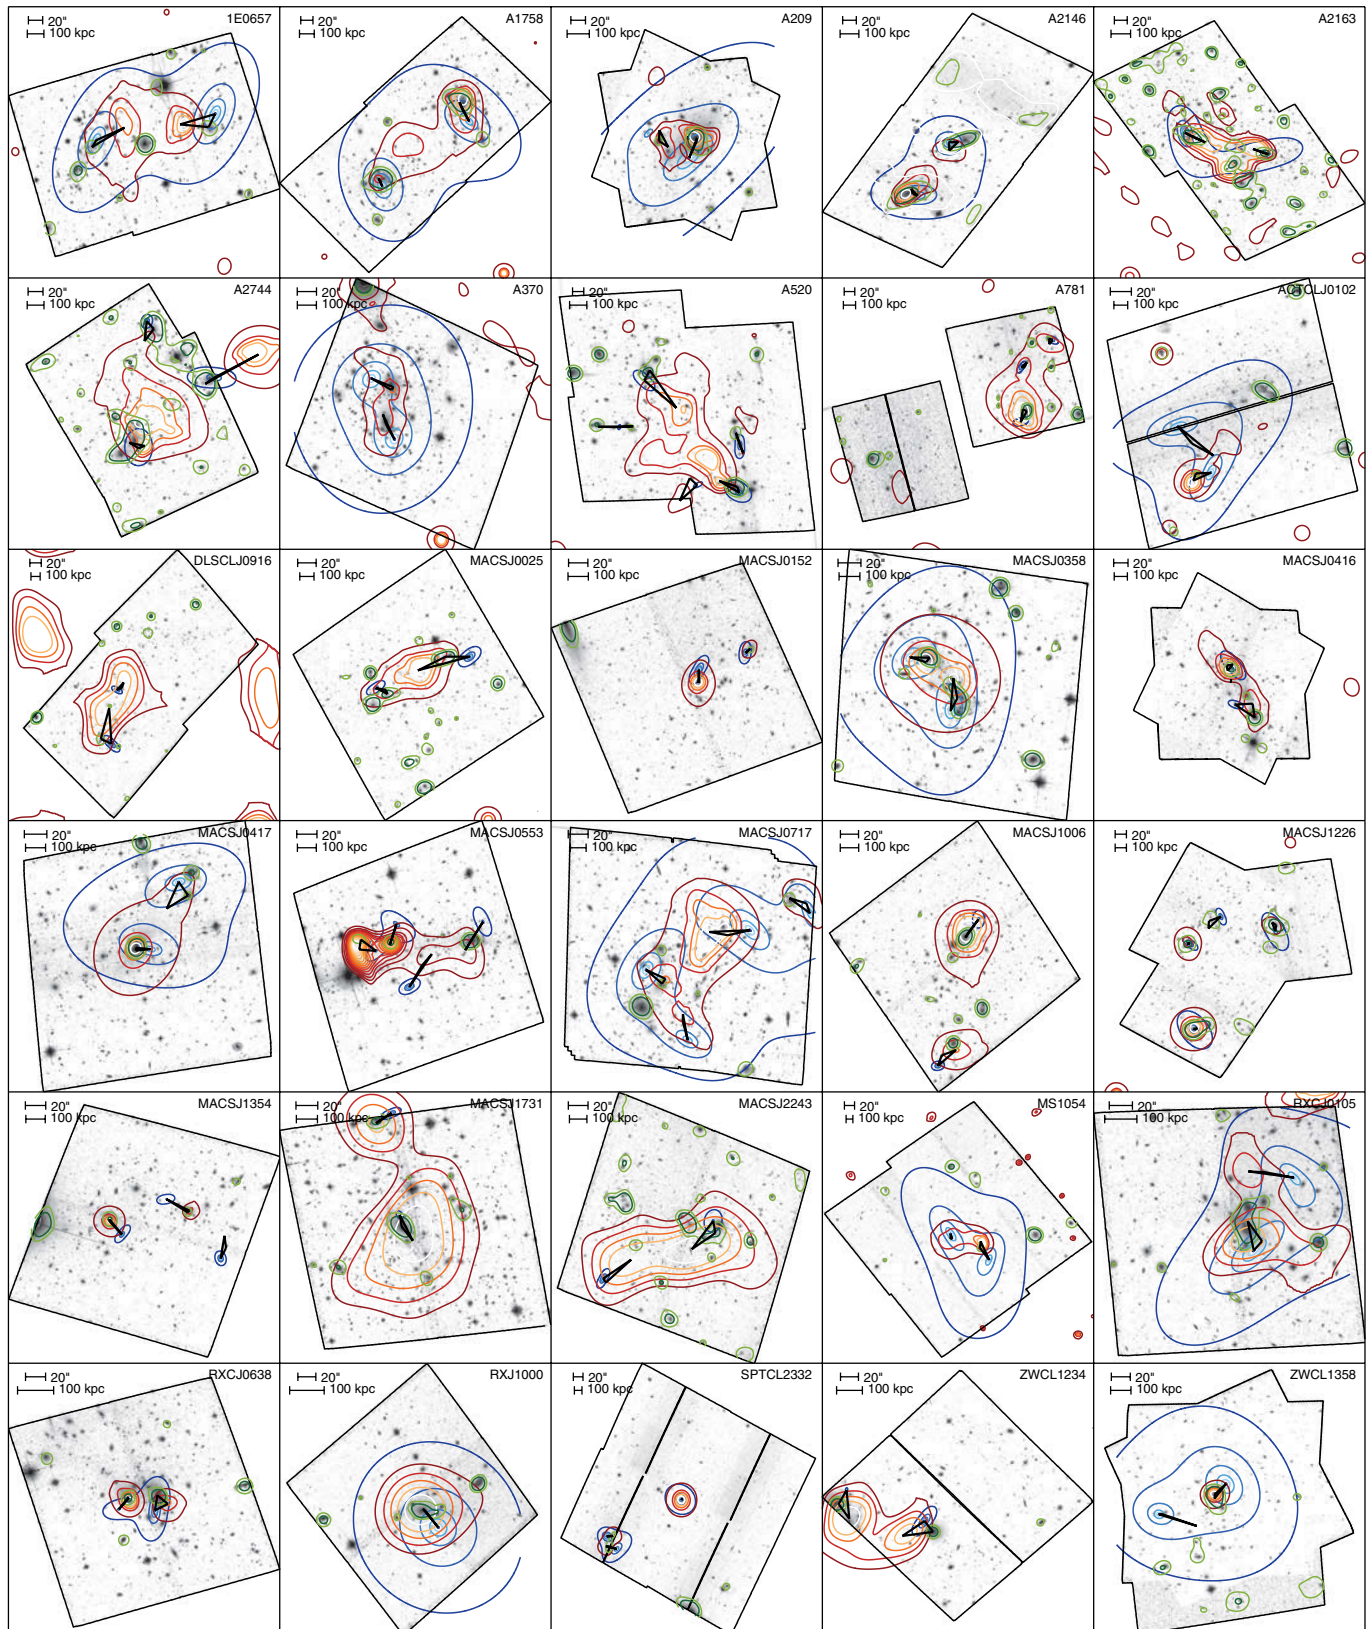 1E0657
20"
100 kpc
A1758
20"
100 kpc
A209
20"
100 kpc
A2146
20"
100 kpc
A2163
20"
100 kpc
A2744
20"
100 kpc
A370
20"
100 kpc
A520
20"
100 kpc
A781
20"
100 kpc
ACTCLJ0102
20"
100 kpc
DLSCLJ0916
20"
100 kpc
MACSJ0025
20"
100 kpc
MACSJ0152
20"
100 kpc
MACSJ0358
20"
100 kpc
MACSJ0416
20"
100 kpc
MACSJ0417
20"
100 kpc
MACSJ0553
20"
100 kpc
MACSJ0717
20"
100 kpc
MACSJ1006
20"
100 kpc
MACSJ1226
20"
100 kpc
MACSJ1354
20"
100 kpc
MACSJ1731
20"
100 kpc
MACSJ2243
20"
100 kpc
MS1054
20"
100 kpc
RXCJ0105
20"
100 kpc
RXCJ0638
20"
100 kpc
RXJ1000
20"
100 kpc
SPTCL2332
20"
100 kpc
ZWCL1234
20"
100 kpc
ZWCL1358
20"
100 kpc